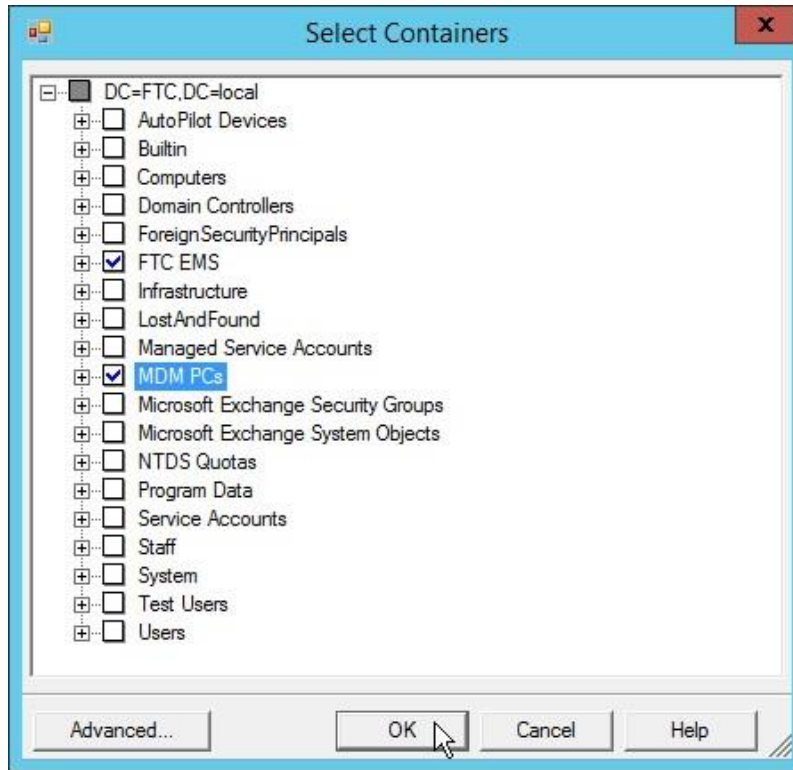 Select Containers
x
DC=FTC,DC=local
AutoPilot Devices
Builtin
Computers
Domain Controllers
ForeignSecurityPrincipals
FTC EMS
Infrastructure
LostAndFound
Managed Service Accounts
MDM PCs
Microsoft Exchange Security Groups
Microsoft Exchange System Objects
NTDS Quotas
Program Data
Service Accounts
Staff
System
Test Users
Users
Advanced... OK Cancel Help